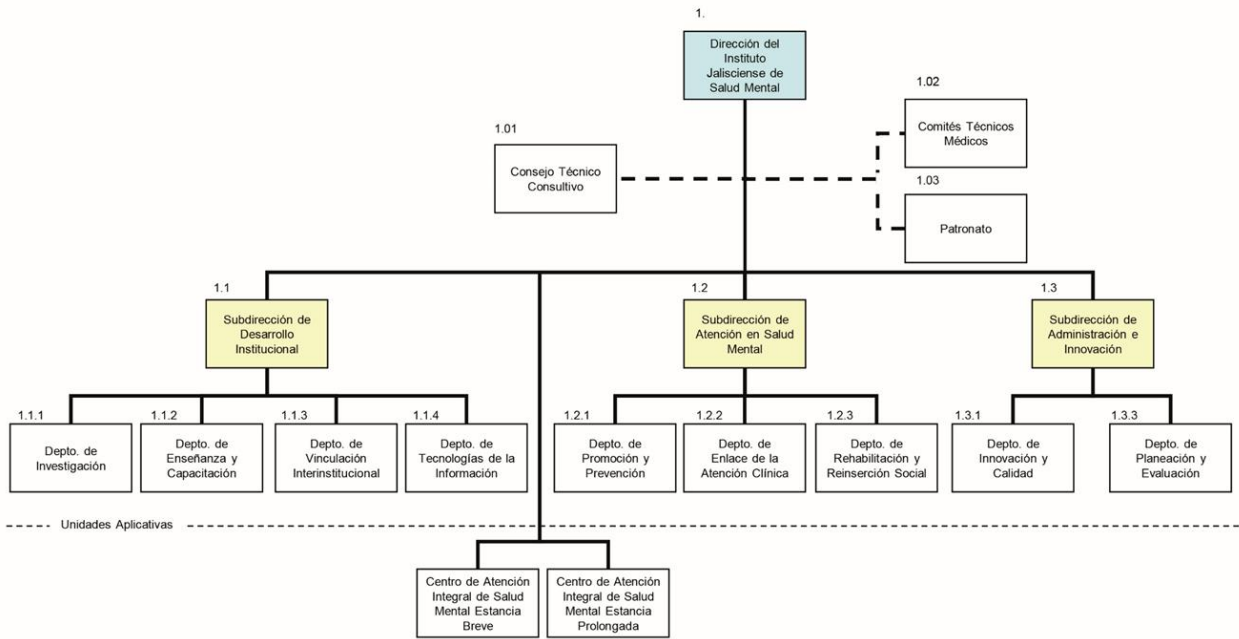 1.
Dirección del
Instituto
Jalisciense de
Salud Mental
1.02
Comités Técnicos
Médicos
1.01
Consejo Técnico
Consultivo
1.03
Patronato
1.1
Subdirección de
Desarrollo
Institucional
1.2
Subdirección de
Atención en Salud
Mental
1.3
Subdirección de
Administración e
Innovación
1.1.1
Depto. de
Investigación
1.1.2
Depto. de
Enseñanza y
Capacitación
1.1.3
Depto. de
Vinculación
Interinstitucional
1.1.4
Depto. de
Tecnologías de la
Información
1.2.1
Depto. de
Promoción y
Prevención
1.2.2
Depto. de
Enlace de la
Atención Clínica
1.2.3
Depto. de
Rehabilitación y
Reinserción Social
1.3.1
Depto. de
Innovación y
Calidad
1.3.3
Depto. de
Planeación y
Evaluación
Unidades Aplicativas
Centro de Atención
Integral de Salud
Mental Estancia
Breve
Centro de Atención
Integral de Salud
Mental Estancia
Prolongada